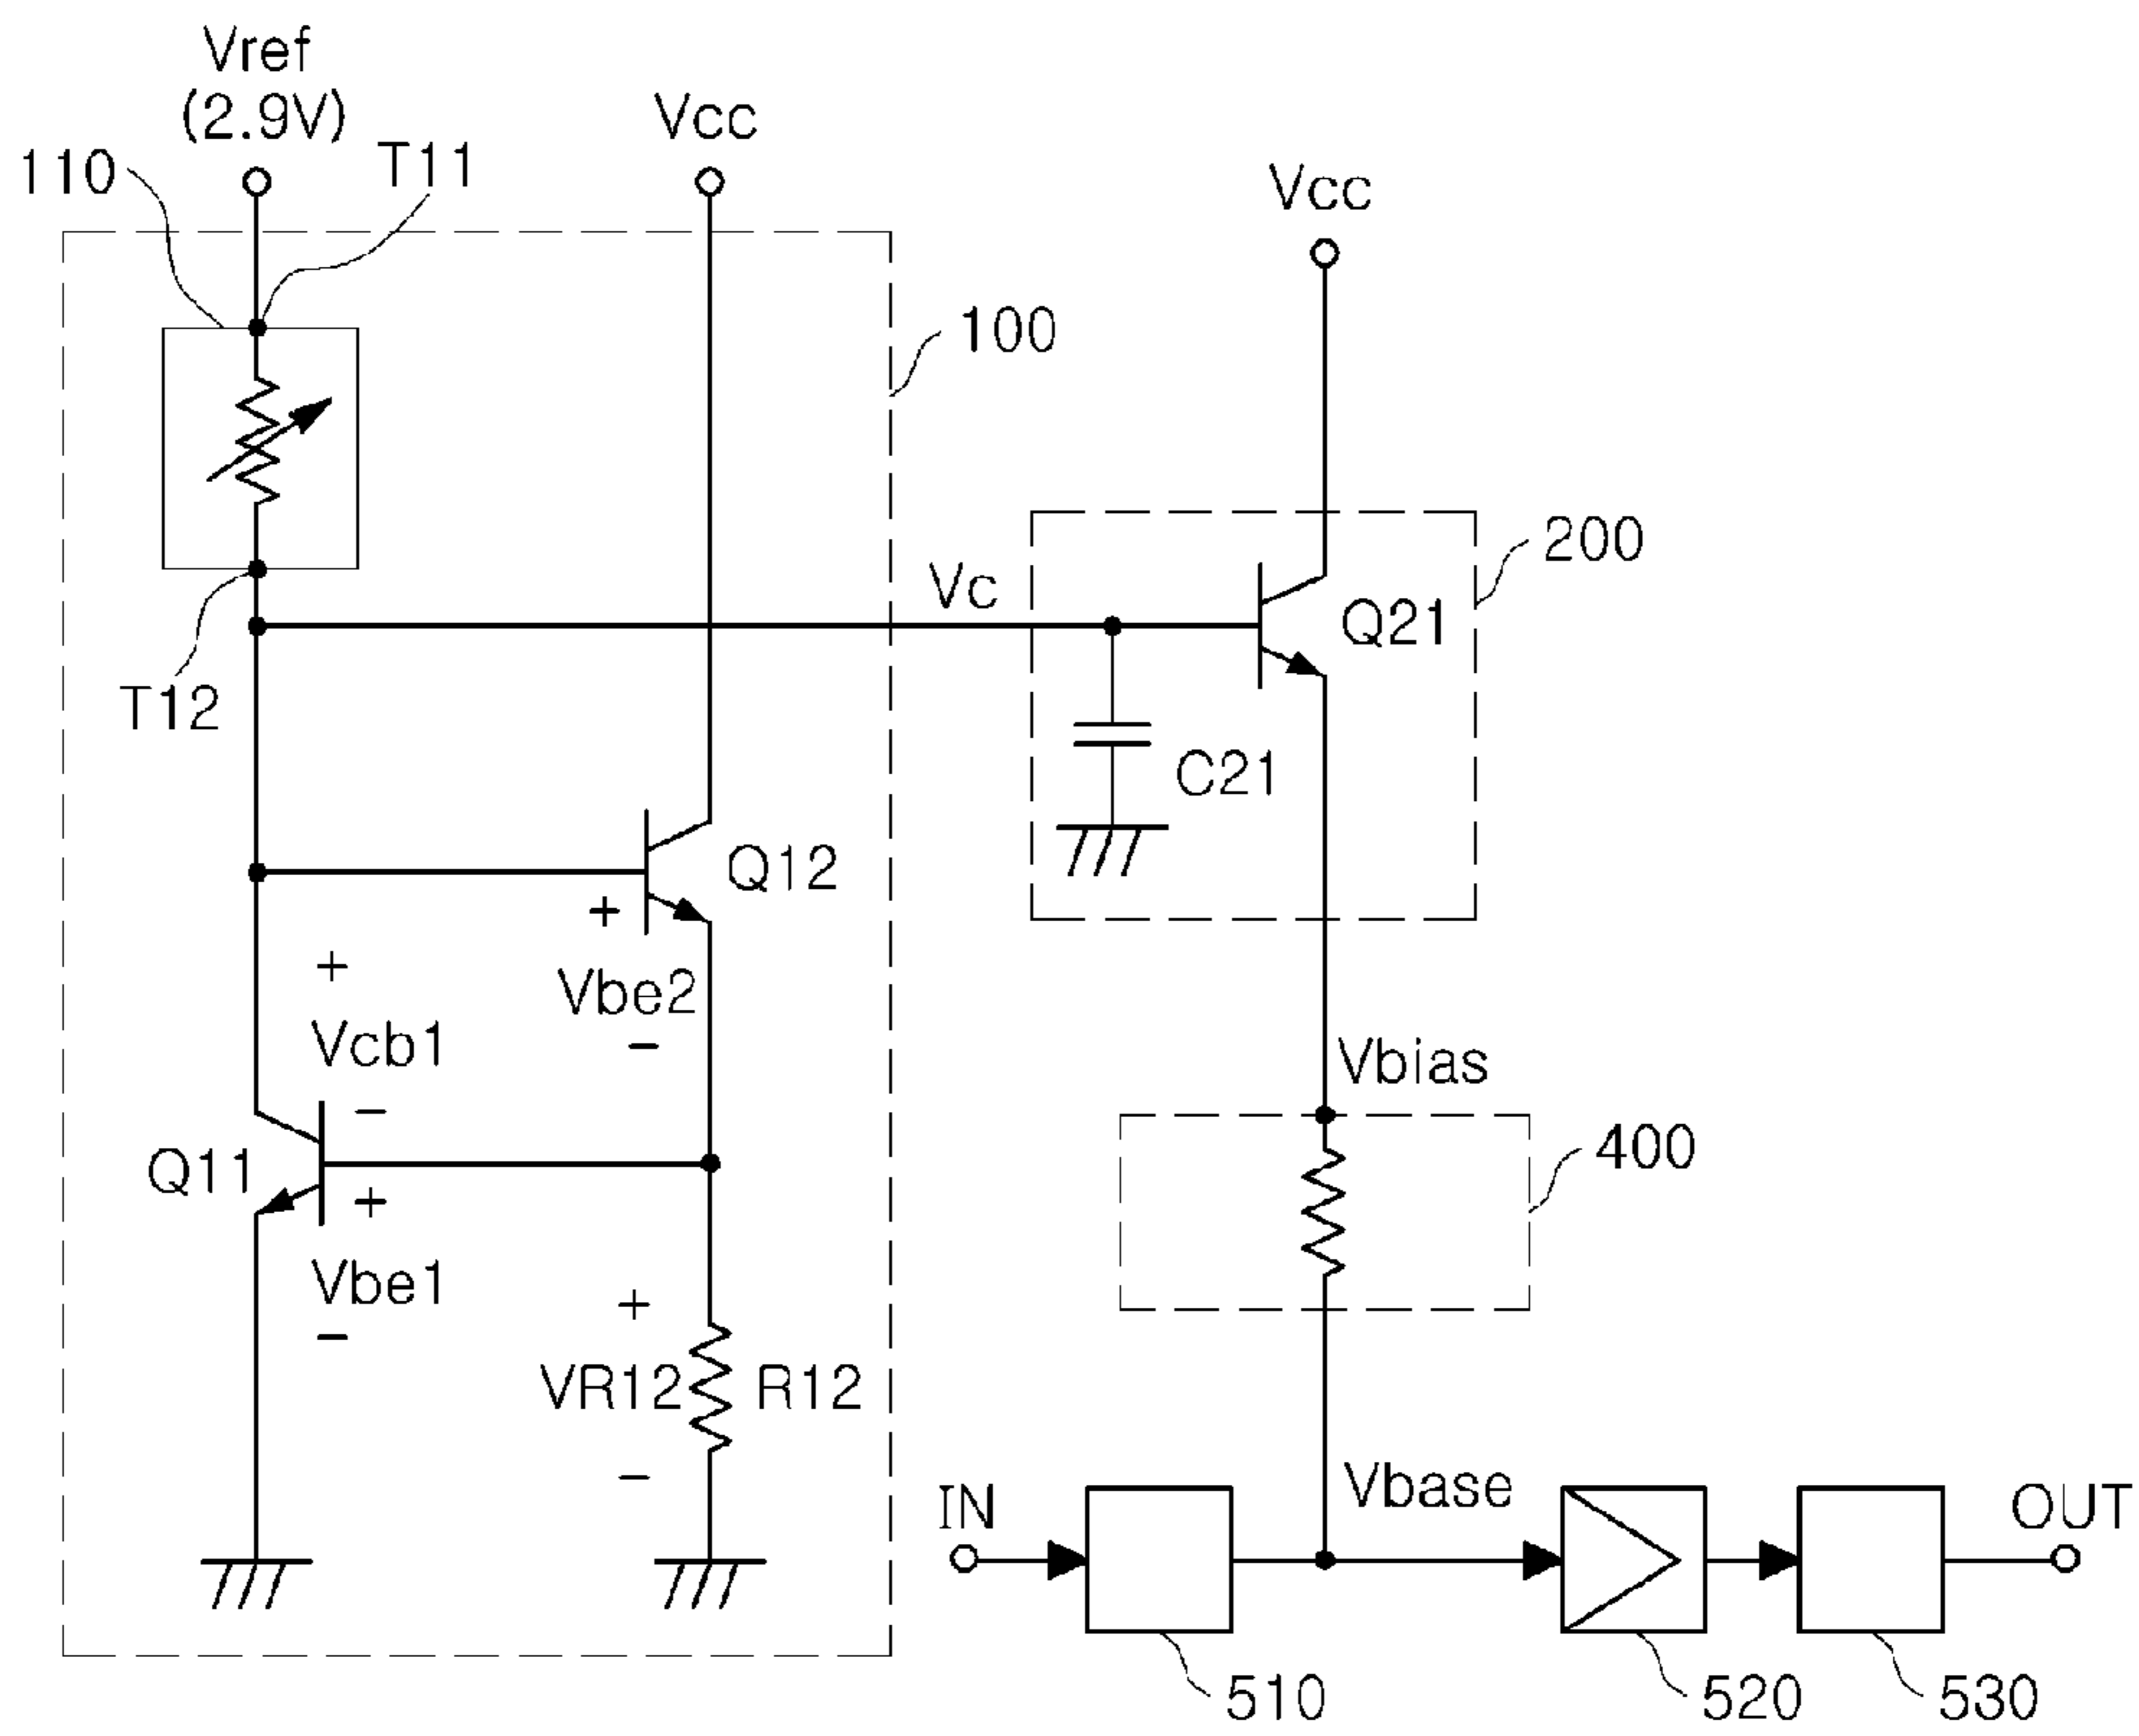 Vref
(2.9V)
Vcc
110
T11
Vcc
100
200
Vc
Q21
T12
C21
Q12
+
+
Vbe2
Vcb1
−
Vbias
−
400
Q11
+
Vbe1
+
−
VR12
R12
−
Vbase
IN
OUT
510
520
530